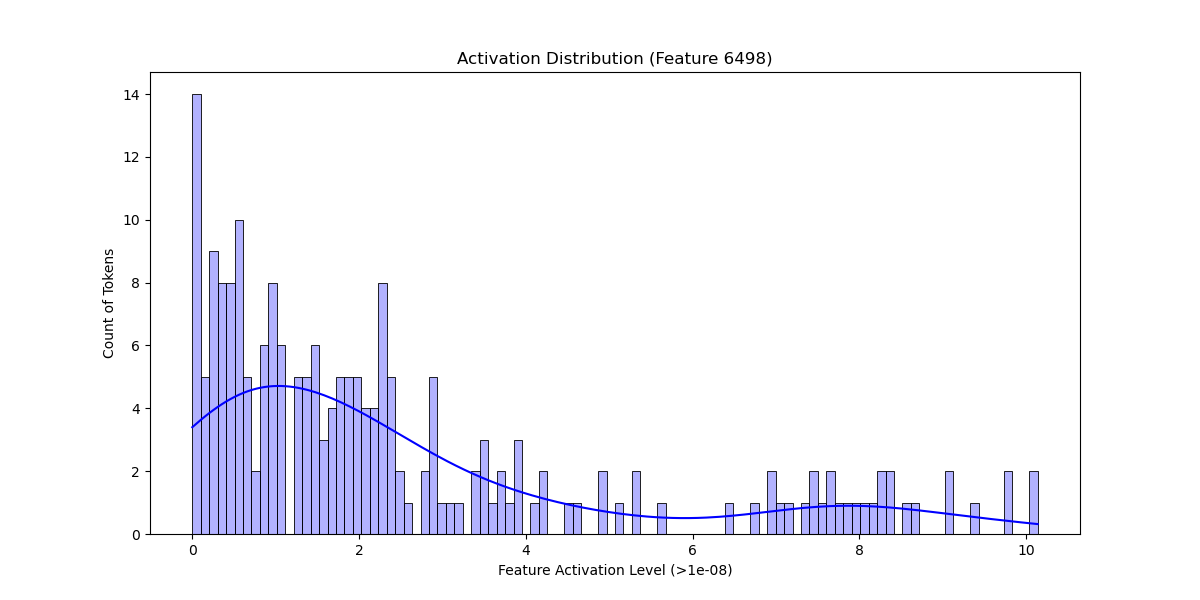 Activation Distribution (Feature 6498)
14
12
10
8
6
4
2
0
Count of Tokens
0 2 4 6 8 10
Feature Activation Level (>1e-08)